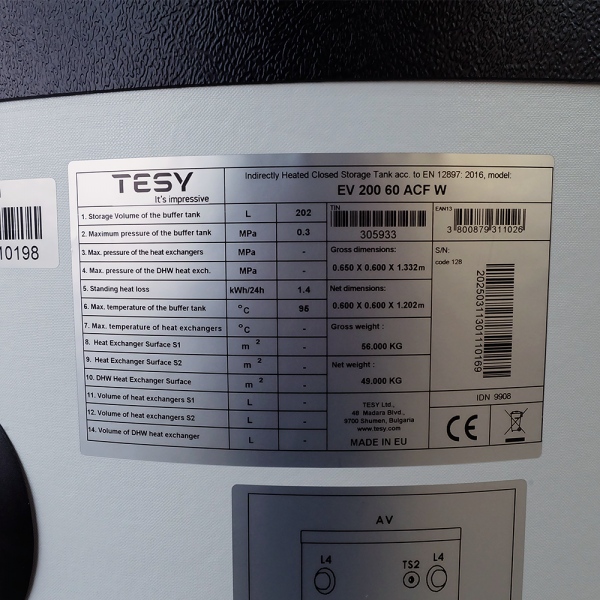 10198
TESY
It's impressive
Indirectly Heated Closed Storage Tank acc. to EN 12897: 2016, model:
EV 200 60 ACF W
1. Storage Volume of the buffer tank L 202
2. Maximum pressure of the buffer tank MPa 0.3
3. Max. pressure of the heat exchangers MPa -
4. Max. pressure of the DHW heat exch. MPa -
5. Standing heat loss kWh/24h 1.4
6. Max. temperature of the buffer tank °C 95
7. Max. temperature of heat exchangers °C -
8. Heat Exchanger Surface S1 m² -
9. Heat Exchanger Surface S2 m² -
10. DHW Heat Exchanger Surface m² -
11. Volume of heat exchangers S1 L -
12. Volume of heat exchangers S2 L -
14. Volume of DHW heat exchanger L -
TIN
305933
EAN13
3 800879 311026
Gross dimensions:
0.650 X 0.600 X 1.332m
Net dimensions:
0.600 X 0.600 X 1.202m
Gross weight :
56.000 KG
Net weight :
49.000 KG
S/N:
code 128
20250311301110169
IDN 9908
TESY Ltd.,
48 Madara Blvd.,
9700 Shumen, Bulgaria
www.tesy.com
MADE IN EU
CE
AV
L4
TS2
L4